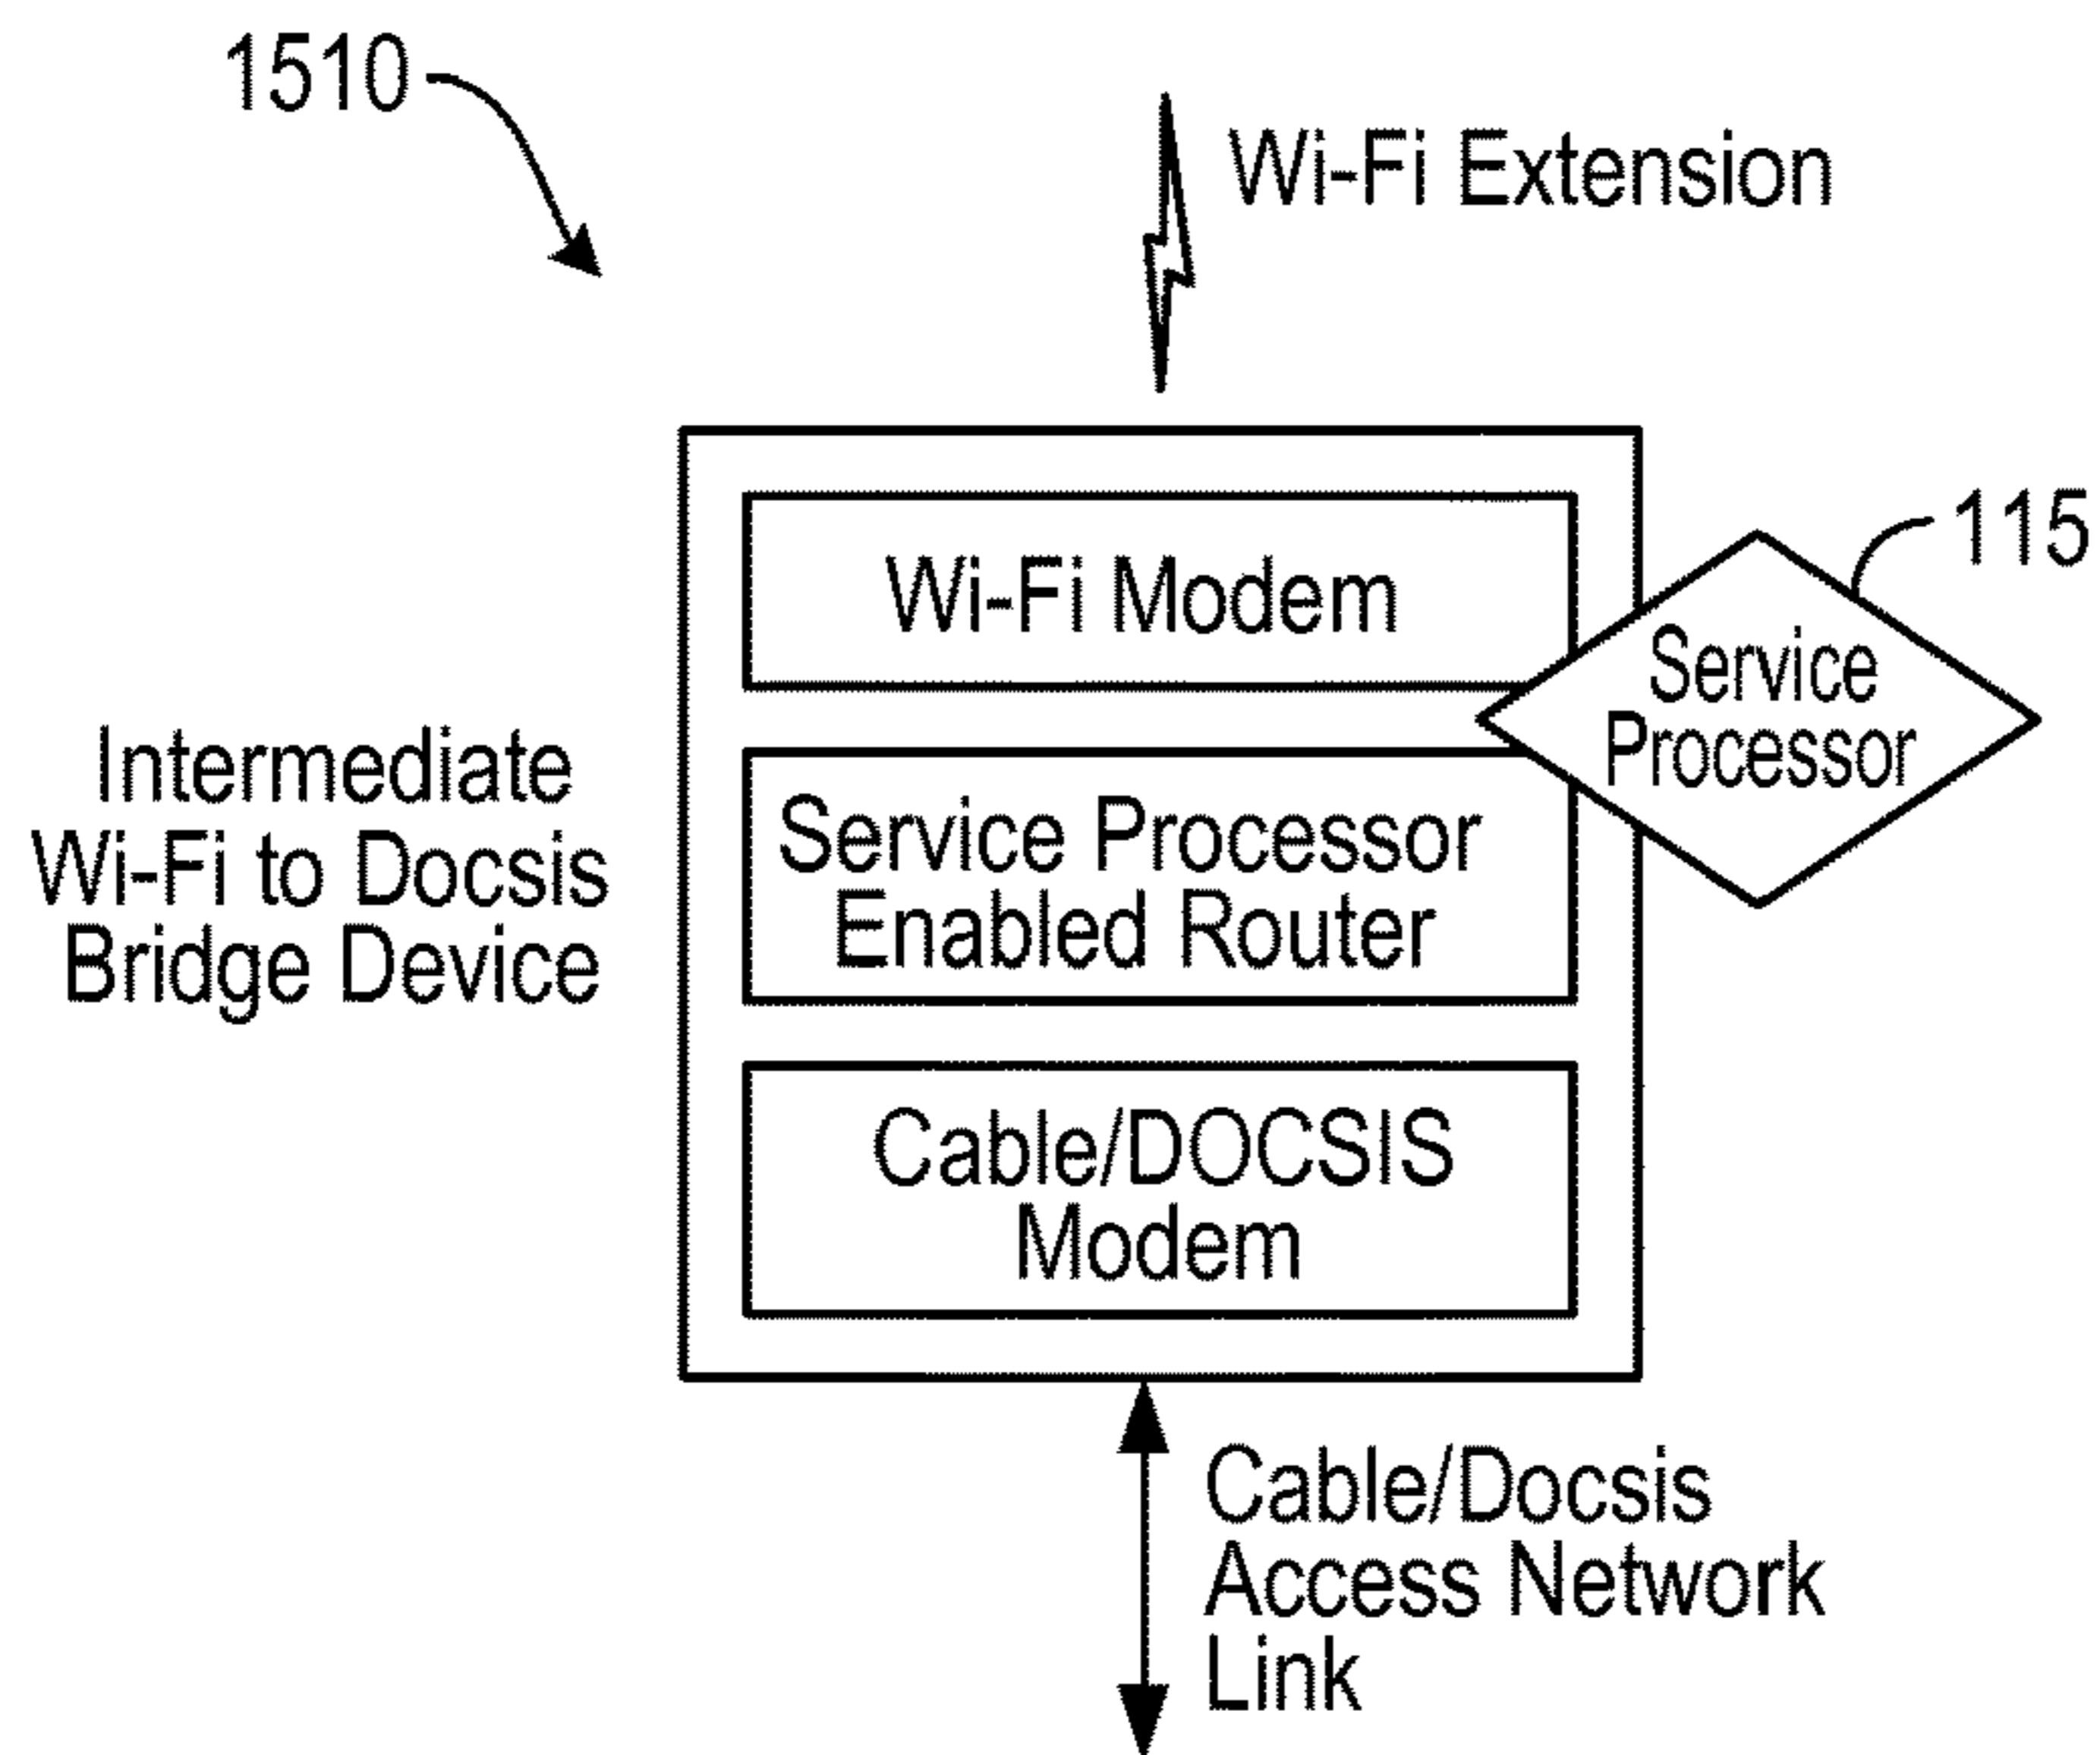 1510
Wi-Fi Extension
Wi-Fi Modem
115
Service
Processor
Intermediate
Wi-Fi to Docsis
Bridge Device
Service Processor
Enabled Router
Cable/DOCSIS
Modem
Cable/Docsis
Access Network
Link